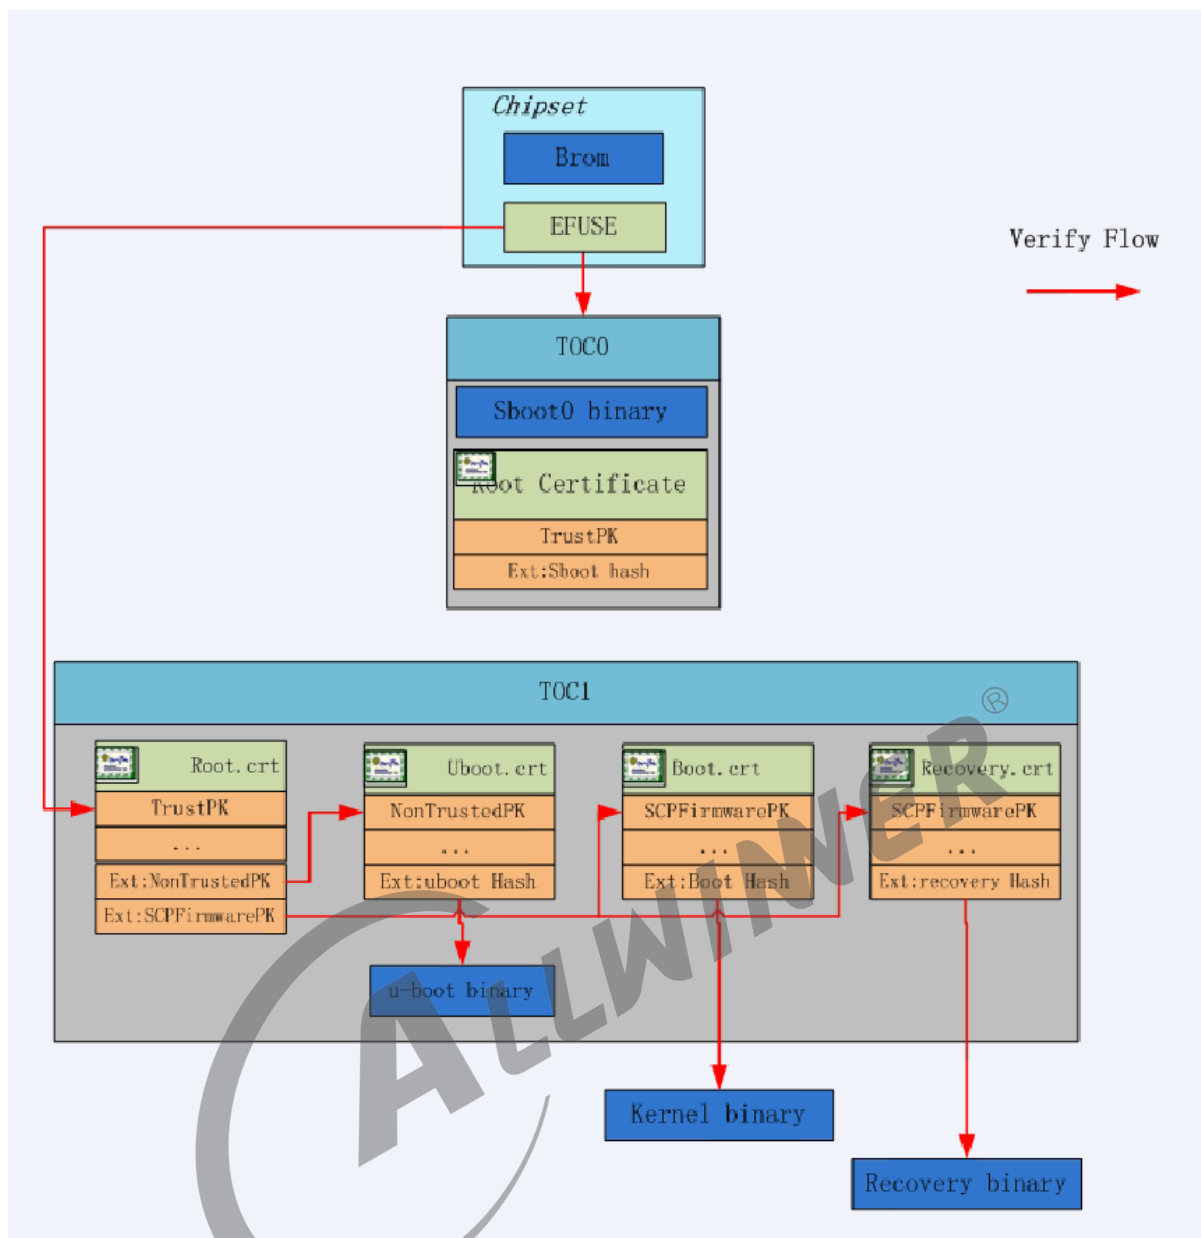 Chipset
Brom
EFUSE
Verify Flow
TOC0
Sboot0 binary
Root Certificate
TrustPK
Ext:Sboot hash
TOC1
Root.crt
TrustPK
...
Ext:NonTrustedPK
Ext:SCPFirmwarePK
Uboot.crt
NonTrustedPK
...
Ext:uboot Hash
u-boot binary
Boot.crt
SCPFirmwarePK
...
Ext:Boot Hash
Recovery.crt
SCPFirmwarePK
...
Ext:recovery Hash
Kernel binary
Recovery binary
ALLWINNER®